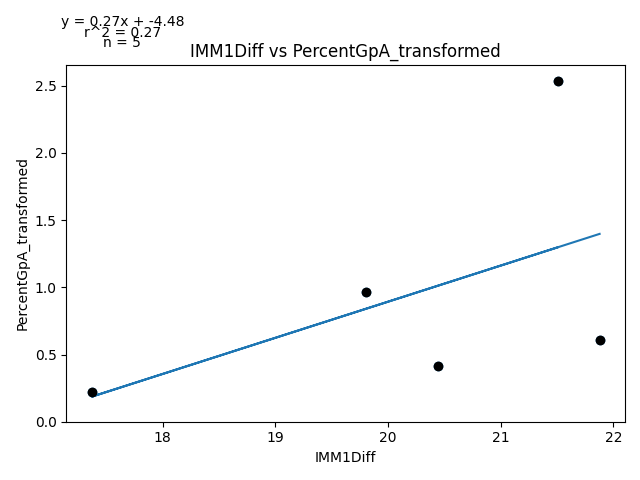 y = 0.27x + -4.48
r^2 = 0.27
n = 5
IMM1Diff vs PercentGpA_transformed
PercentGpA_transformed
2.5
2.0
1.5
1.0
0.5
0.0
18 19 20 21 22
IMM1Diff